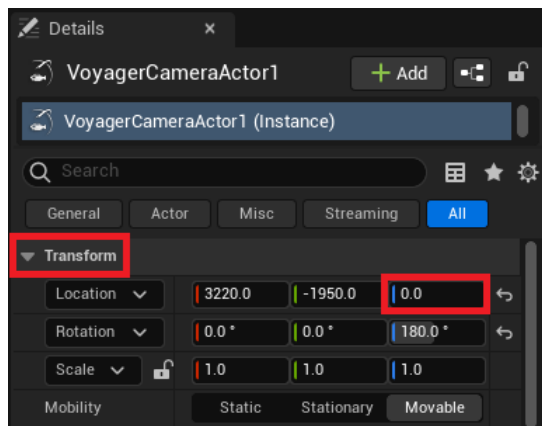 Details
VoyagerCameraActor1 + Add
VoyagerCameraActor1 (Instance)
Search
General Actor Misc Streaming All
Transform
Location 3220.0 -1950.0 0.0
Rotation 0.0 ° 0.0 ° 180.0 °
Scale 1.0 1.0 1.0
Mobility Static Stationary Movable